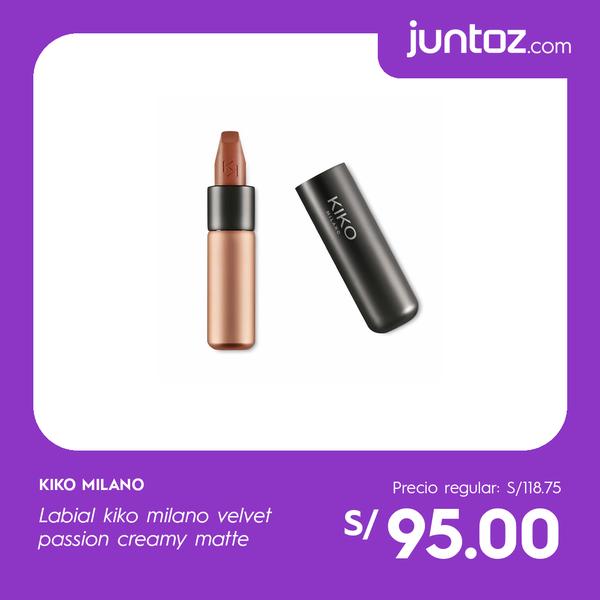 juntoz.com
KIKO
MILANO
KIKO MILANO
Labial kiko milano velvet
passion creamy matte
Precio regular: S/118.75
S/95.00